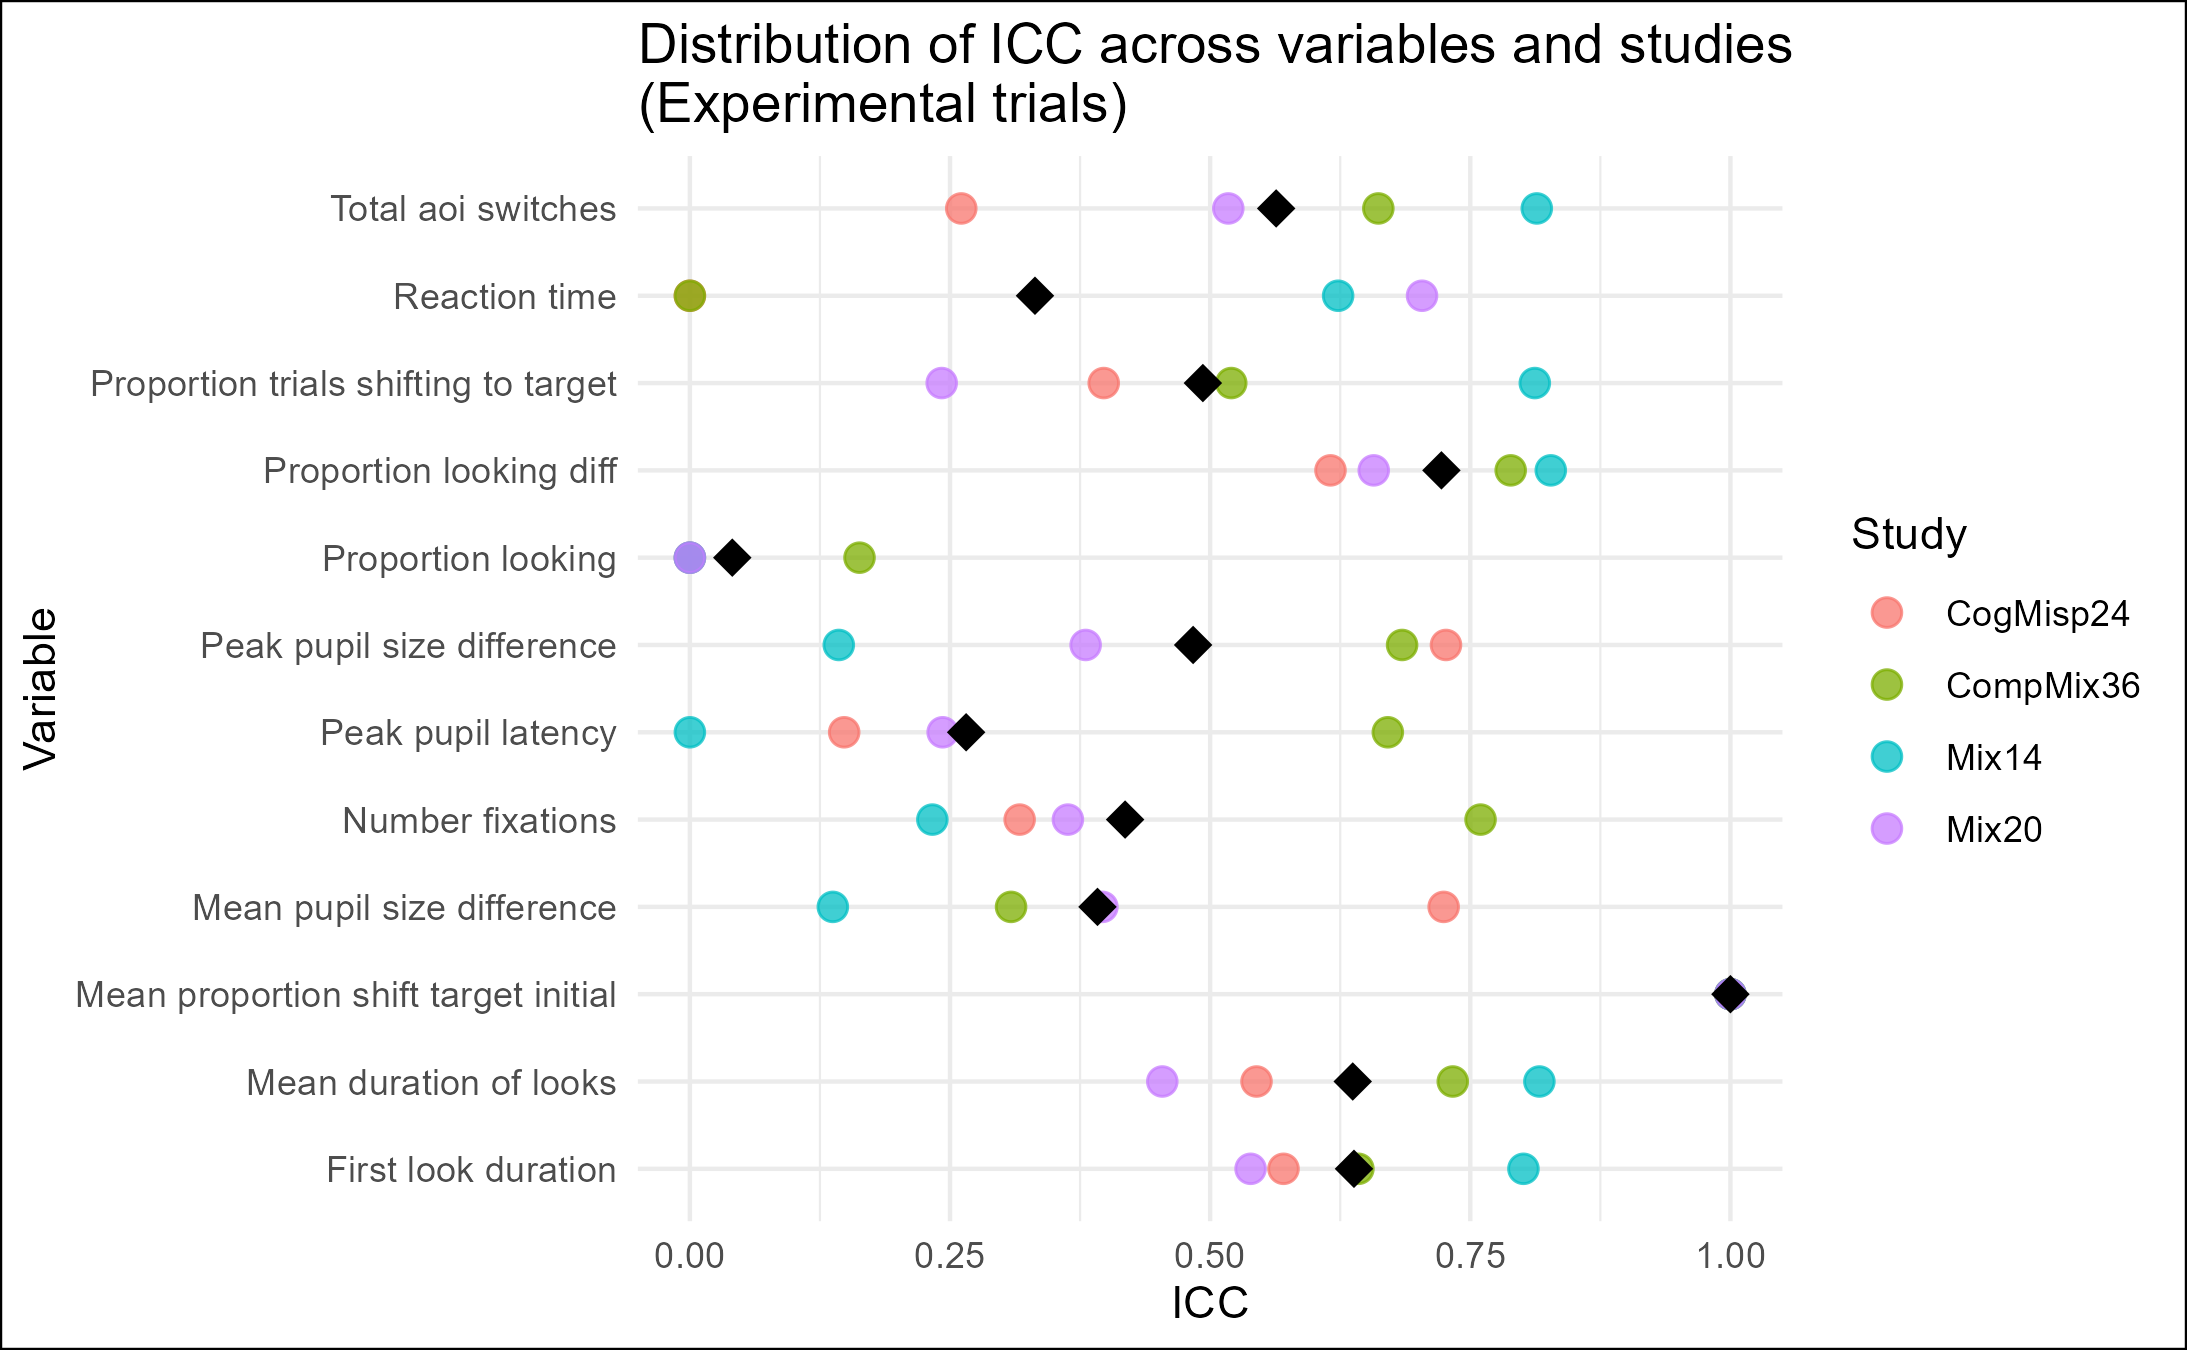 Distribution of ICC across variables and studies
(Experimental trials)
Total aoi switches
Reaction time
Proportion trials shifting to target
Proportion looking diff
Proportion looking
Peak pupil size difference
Peak pupil latency
Number fixations
Mean pupil size difference
Mean proportion shift target initial
Mean duration of looks
First look duration
Variable
0.00 0.25 0.50 0.75 1.00
ICC
Study
CogMisp24
CompMix36
Mix14
Mix20